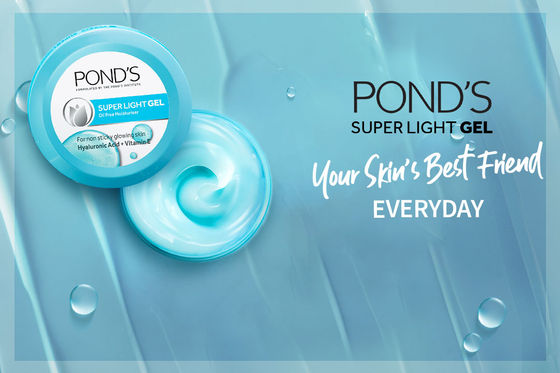 POND'S
FORMULATED BY THE POND'S INSTITUTE
SUPER LIGHT GEL
Oil Free Moisturiser
For non sticky glowing skin
Hyaluronic Acid + Vitamin E
POND'S
SUPER LIGHT GEL
Your Skin's Best Friend
EVERYDAY